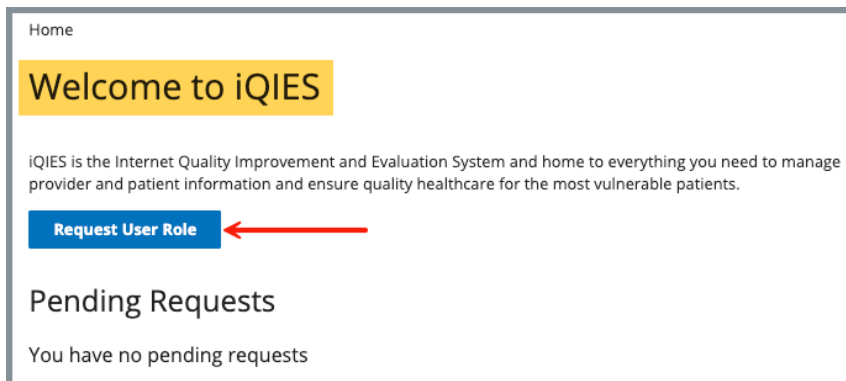 Home
Welcome to iQIES
iQIES is the Internet Quality Improvement and Evaluation System and home to everything you need to manage
provider and patient information and ensure quality healthcare for the most vulnerable patients.
Request User Role
Pending Requests
You have no pending requests